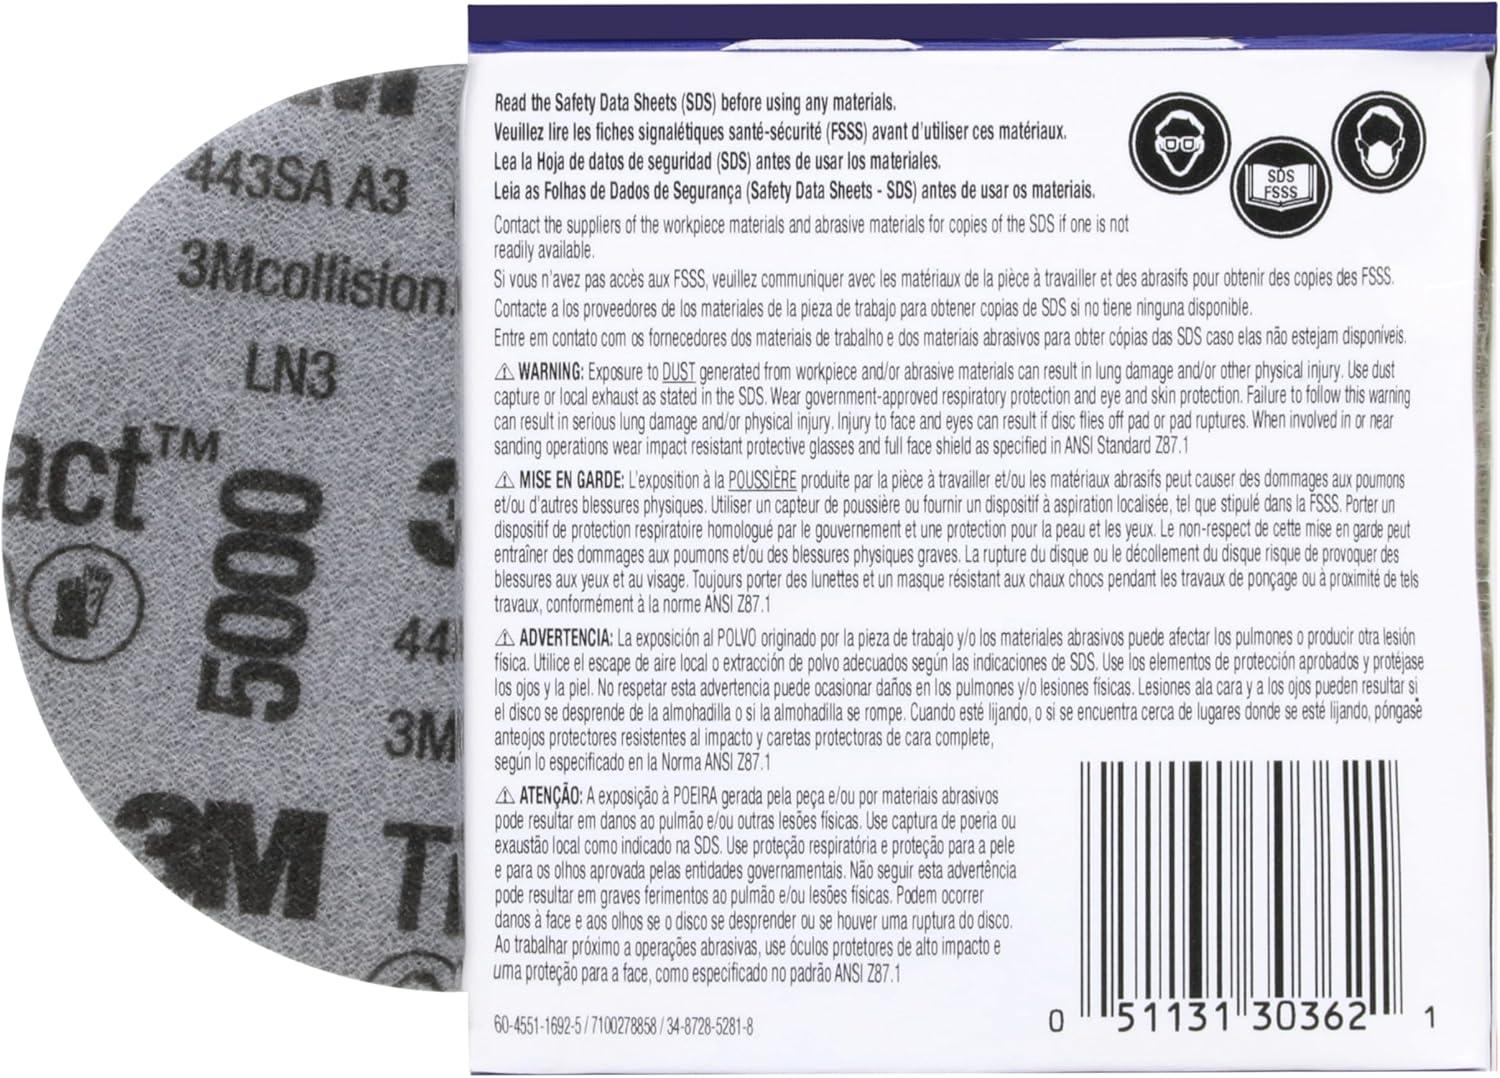 443SA A3
3Mcollision.
LN3
act™
5000
44
3M
3M TI
Read the Safety Data Sheets (SDS) before using any materials.
Veuillez lire les fiches signalétiques santé-sécurité (FSSS) avant d'utiliser ces matériaux.
Lea la Hoja de datos de seguridad (SDS) antes de usar los materiales.
Leia as Folhas de Dados de Segurança (Safety Data Sheets - SDS) antes de usar os materiais.
SDS
FSSS
Contact the suppliers of the workpiece materials and abrasive materials for copies of the SDS if one is not
readily available.
Si vous n'avez pas accès aux FSSS, veuillez communiquer avec les matériaux de la pièce à travailler et des abrasifs pour obtenir des copies des FSSS.
Contacte a los proveedores de los materiales de la pieza de trabajo para obtener copias de SDS si no tiene ninguna disponible.
Entre em contato com os fornecedores dos materiais de trabalho e dos materiais abrasivos para obter cópias das SDS caso elas não estejam disponíveis.
⚠ WARNING: Exposure to DUST generated from workpiece and/or abrasive materials can result in lung damage and/or other physical injury. Use dust
capture or local exhaust as stated in the SDS. Wear government-approved respiratory protection and eye and skin protection. Failure to follow this warning
can result in serious lung damage and/or physical injury. Injury to face and eyes can result if disc flies off pad or pad ruptures. When involved in or near
sanding operations wear impact resistant protective glasses and full face shield as specified in ANSI Standard Z87.1
⚠ MISE EN GARDE: L'exposition à la POUSSIÈRE produite par la pièce à travailler et/ou les matériaux abrasifs peut causer des dommages aux poumons
et/ou d'autres blessures physiques. Utiliser un capteur de poussière ou fournir un dispositif à aspiration localisée, tel que stipulé dans la FSSS. Porter un
dispositif de protection respiratoire homologué par le gouvernement et une protection pour la peau et les yeux. Le non-respect de cette mise en garde peut
entraîner des dommages aux poumons et/ou des blessures physiques graves. La rupture du disque ou le décollement du disque risque de provoquer des
blessures aux yeux et au visage. Toujours porter des lunettes et un masque résistant aux chaux chocs pendant les travaux de ponçage ou à proximité de tels
travaux, conformément à la norme ANSI Z87.1
⚠ ADVERTENCIA: La exposición al POLVO originado por la pieza de trabajo y/o los materiales abrasivos puede afectar los pulmones o producir otra lesión
física. Utilice el escape de aire local o extracción de polvo adecuados según las indicaciones de SDS. Use los elementos de protección aprobados y protéjase
los ojos y la piel. No respetar esta advertencia puede ocasionar daños en los pulmones y/o lesiones físicas. Lesiones ala cara y a los ojos pueden resultar si
el disco se desprende de la almohadilla o si la almohadilla se rompe. Cuando esté lijando, o si se encuentra cerca de lugares donde se esté lijando, póngase
anteojos protectores resistentes al impacto y caretas protectoras de cara complete,
según lo especificado en la Norma ANSI Z87.1
⚠ ATENÇÃO: A exposição à POEIRA gerada pela peça e/ou por materiais abrasivos
pode resultar em danos ao pulmão e/ou outras lesões físicas. Use captura de poeria ou
exaustão local como indicado na SDS. Use proteção respiratória e proteção para a pele
e para os olhos aprovada pelas entidades governamentais. Não seguir esta advertência
pode resultar em graves ferimentos ao pulmão e/ou lesões físicas. Podem ocorrer
danos à face e aos olhos se o disco se desprender ou se houver uma ruptura do disco.
Ao trabalhar próximo a operações abrasivas, use óculos protetores de alto impacto e
uma proteção para a face, como especificado no padrão ANSI Z87.1
60-4551-1692-5 / 7100278858 / 34-8728-5281-8
0 51131 30362 1